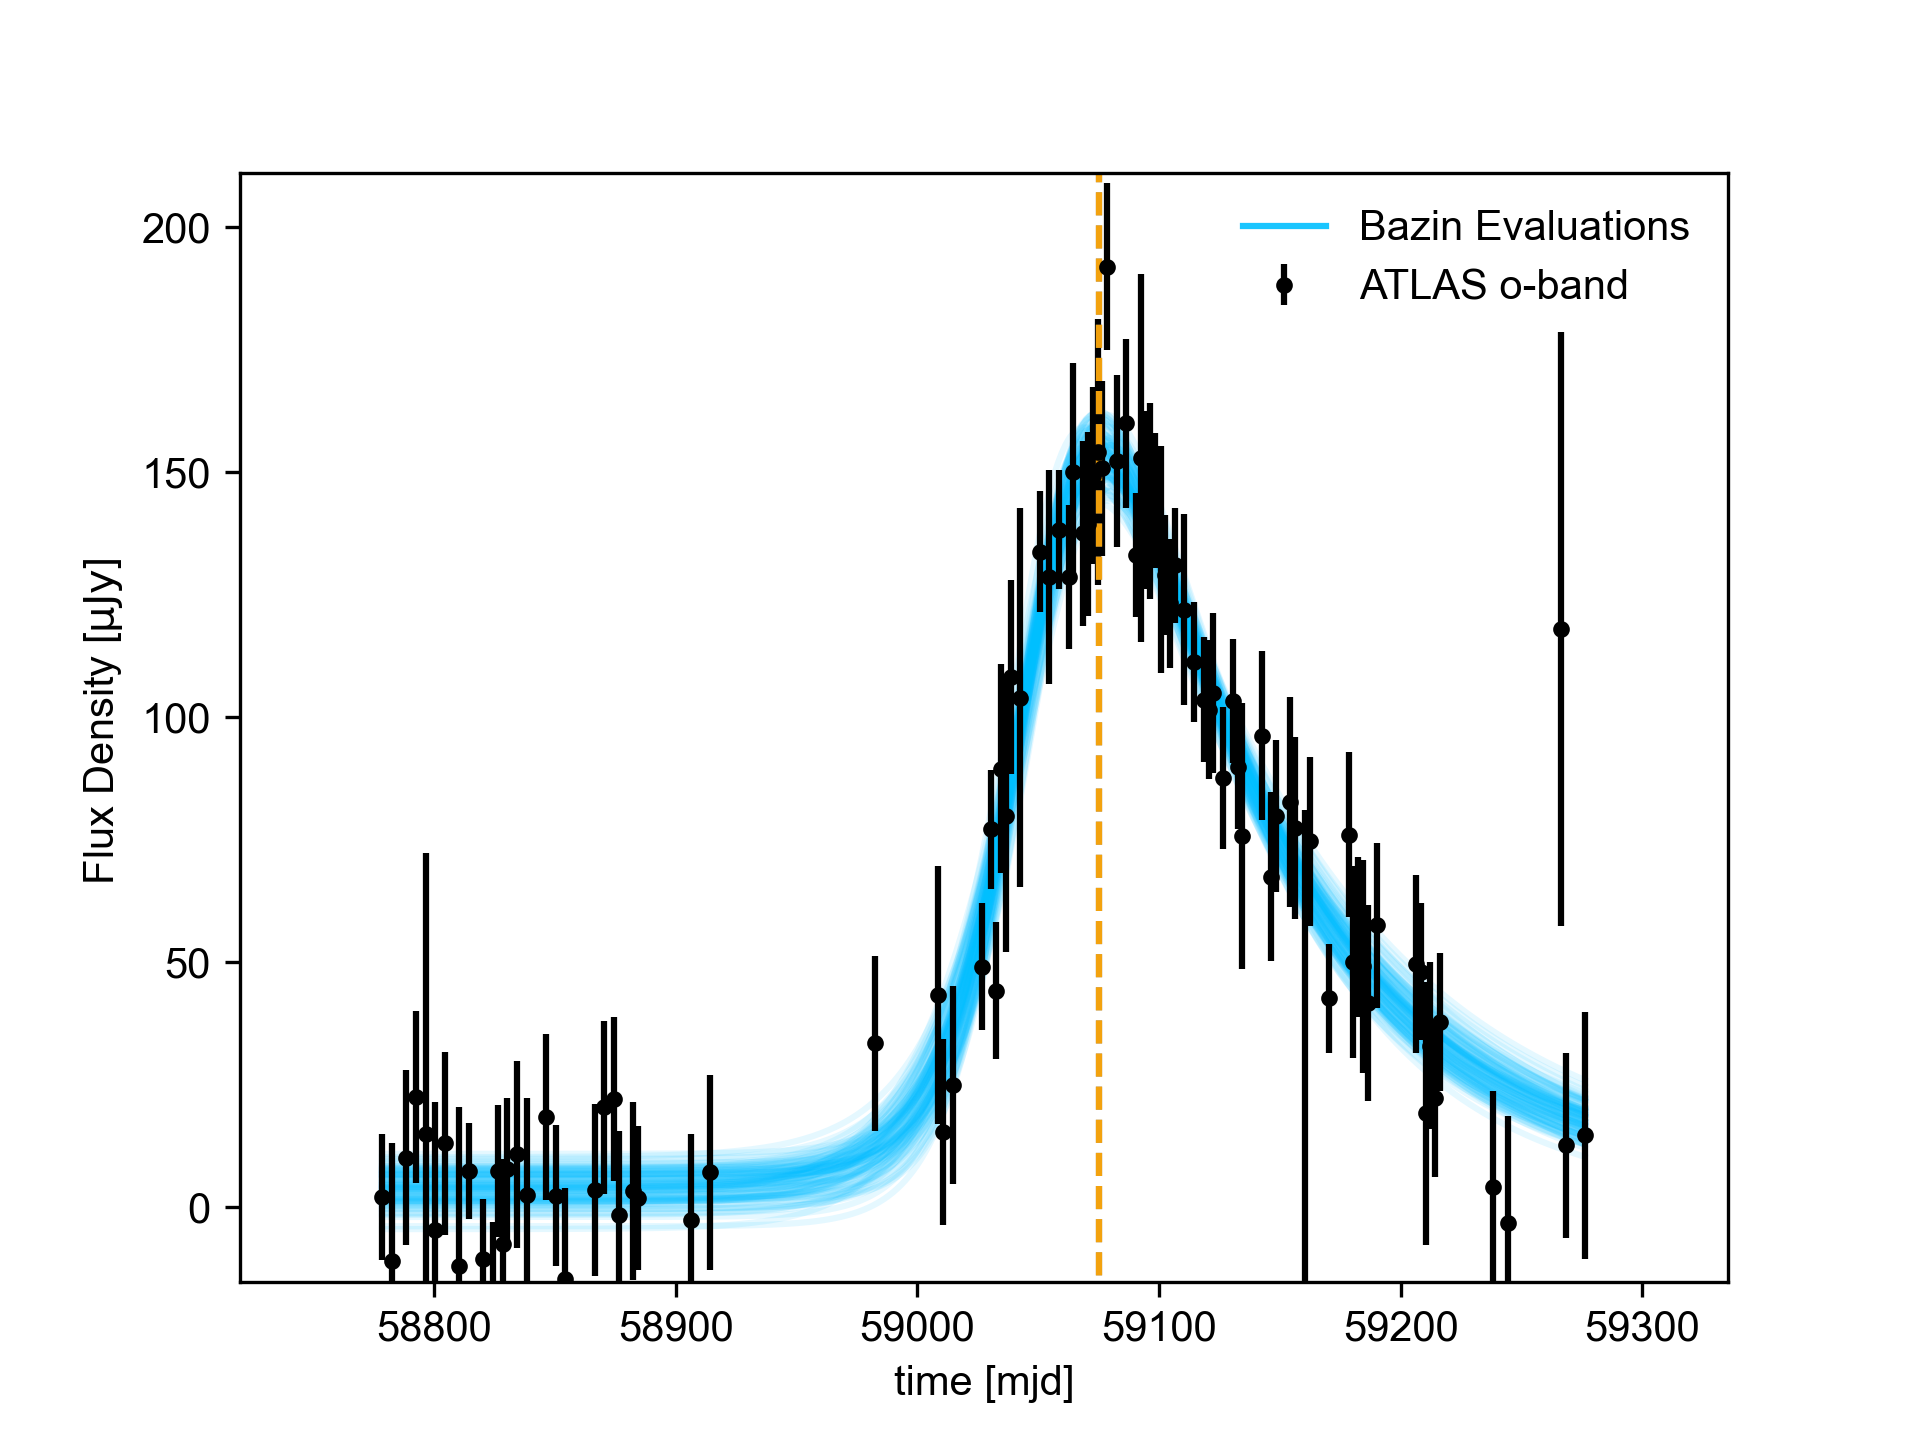 Bazin Evaluations
ATLAS o-band
200
150
100
50
0
Flux Density [µJy]
58800 58900 59000 59100 59200 59300
time [mjd]